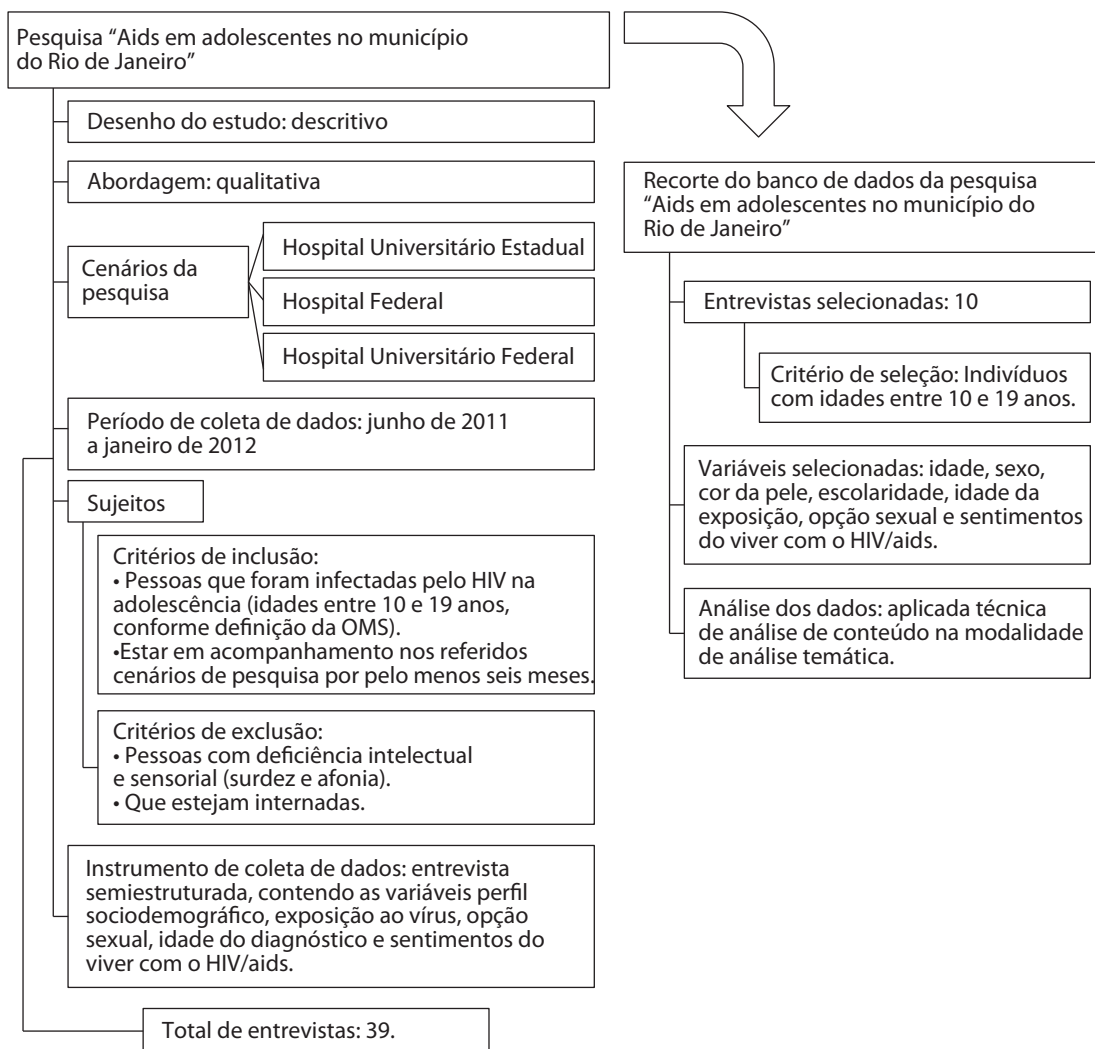 Pesquisa “Aids em adolescentes no município
do Rio de Janeiro”
Desenho do estudo: descritivo
Abordagem: qualitativa
Cenários da
pesquisa
Hospital Universitário Estadual
Hospital Federal
Hospital Universitário Federal
Período de coleta de dados: junho de 2011
a janeiro de 2012
Sujeitos
Critérios de inclusão:
• Pessoas que foram infectadas pelo HIV na
adolescência (idades entre 10 e 19 anos,
conforme definição da OMS).
•Estar em acompanhamento nos referidos
cenários de pesquisa por pelo menos seis meses.
Critérios de exclusão:
• Pessoas com deficiência intelectual
e sensorial (surdez e afonia).
• Que estejam internadas.
Instrumento de coleta de dados: entrevista
semiestruturada, contendo as variáveis perfil
sociodemográfico, exposição ao vírus, opção
sexual, idade do diagnóstico e sentimentos do
viver com o HIV/aids.
Total de entrevistas: 39.
Recorte do banco de dados da pesquisa
“Aids em adolescentes no município do
Rio de Janeiro”
Entrevistas selecionadas: 10
Critério de seleção: Indivíduos
com idades entre 10 e 19 anos.
Variáveis selecionadas: idade, sexo,
cor da pele, escolaridade, idade da
exposição, opção sexual e sentimentos
do viver com o HIV/aids.
Análise dos dados: aplicada técnica
de análise de conteúdo na modalidade
de análise temática.